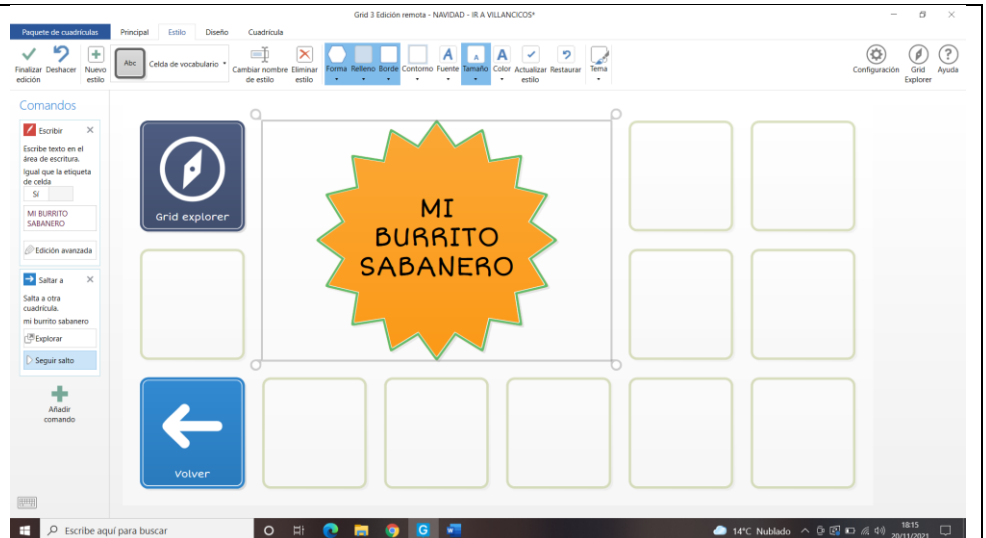 Grid 3 Edición remota - NAVIDAD - IR A VILLANCICOS*
Paquete de cuadrículas Principal Estilo Diseño Cuadrícula
Finalizar edición
Deshacer
Nuevo estilo
Abc Celda de vocabulario
Cambiar nombre de estilo
Eliminar estilo
Forma Relleno Borde Contorno Fuente Tamaño Color
Actualizar estilo
Restaurar
Tema
Configuración
Grid Explorer
Ayuda
Comandos
Escribir
Escribe texto en el
área de escritura.
Igual que la etiqueta
de celda
Sí
MI BURRITO
SABANERO
Edición avanzada
Saltar a
Salta a otra
cuadrícula.
mi burrito sabanero
Explorar
Seguir salto
Añadir
comando
Grid explorer
MI
BURRITO
SABANERO
Volver
Escribe aquí para buscar
14°C Nublado
18:15
20/11/2021